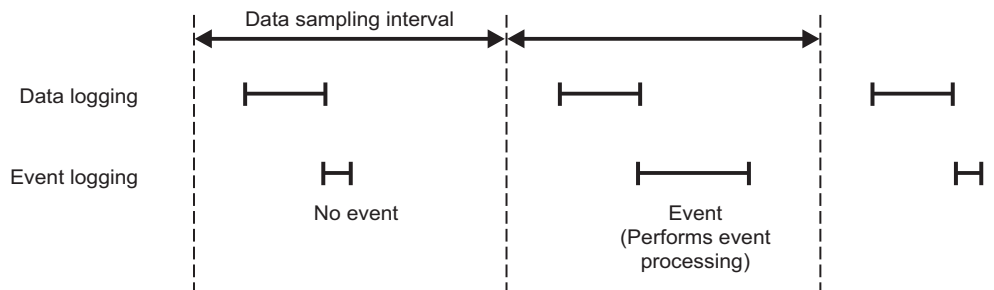 Data sampling interval
Data logging
Event logging
No event
Event
(Performs event
processing)